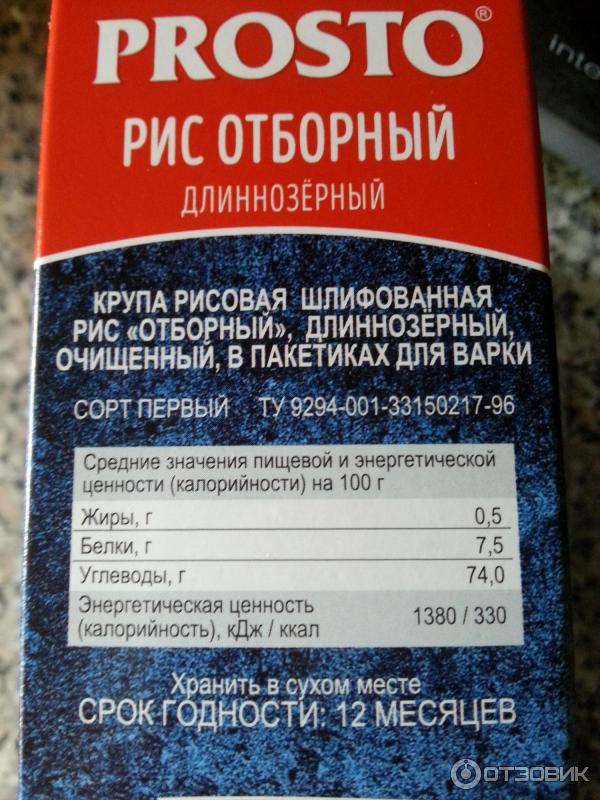 PROSTO®
РИС ОТБОРНЫЙ
ДЛИННОЗЁРНЫЙ
КРУПА РИСОВАЯ ШЛИФОВАННАЯ
РИС «ОТБОРНЫЙ», ДЛИННОЗЁРНЫЙ,
ОЧИЩЕННЫЙ, В ПАКЕТИКАХ ДЛЯ ВАРКИ
СОРТ ПЕРВЫЙ ТУ 9294-001-33150217-96
Средние значения пищевой и энергетической
ценности (калорийности) на 100 г
Жиры, г 0,5
Белки, г 7,5
Углеводы, г 74,0
Энергетическая ценность
(калорийность), кДж / ккал 1380 / 330
Хранить в сухом месте
СРОК ГОДНОСТИ: 12 МЕСЯЦЕВ
ОТЗОВИК